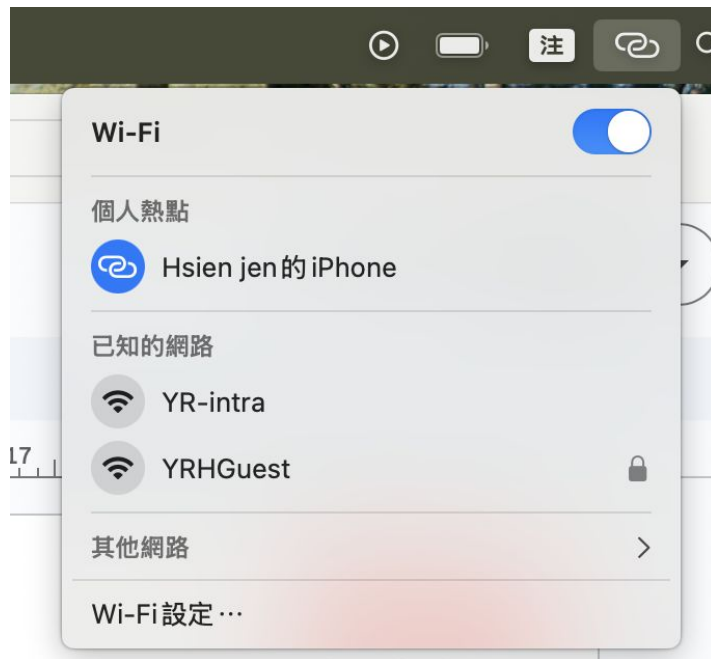 注
Wi-Fi
個人熱點
Hsien jen的iPhone
已知的網路
YR-intra
YRHGuest
17
其他網路
Wi-Fi設定…